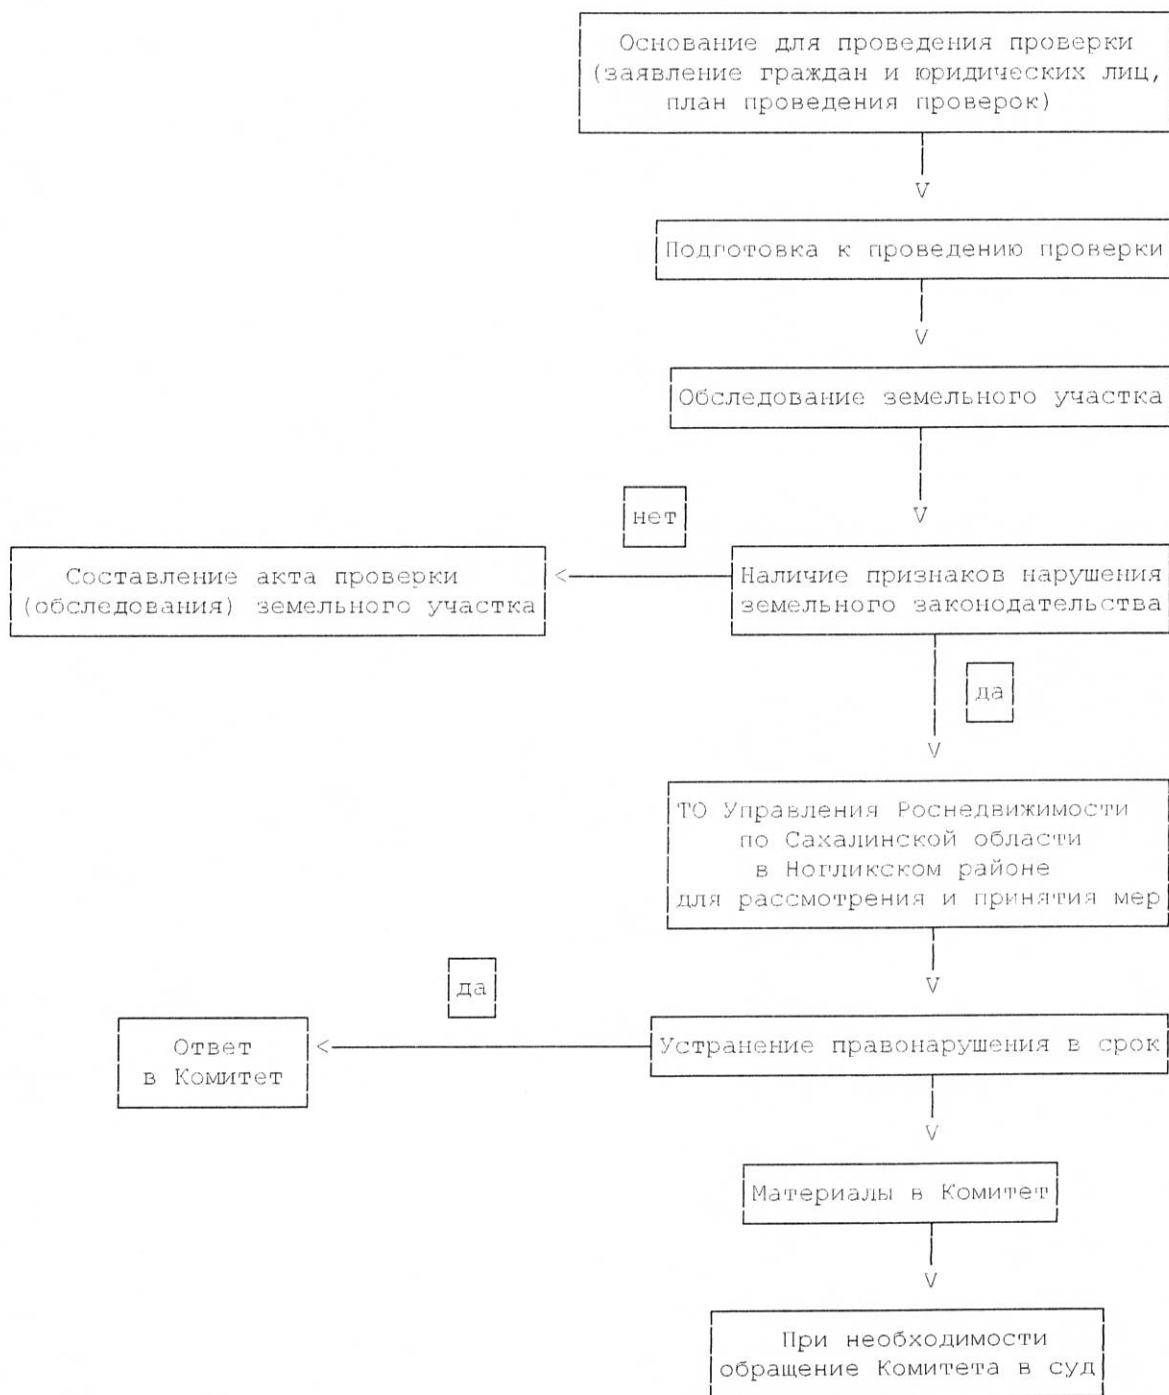 Основание для проведения проверки
(заявление граждан и юридических лиц,
план проведения проверок)
V
Подготовка к проведению проверки
V
Обследование земельного участка
V
нет
Составление акта проверки
(обследования) земельного участка
<
Наличие признаков нарушения
земельного законодательства
да
V
ТО Управления Роснедвижимости
по Сахалинской области
в Ногликском районе
для рассмотрения и принятия мер
V
да
Ответ
в Комитет
<
Устранение правонарушения в срок
V
Материалы в Комитет
V
При необходимости
обращение Комитета в суд